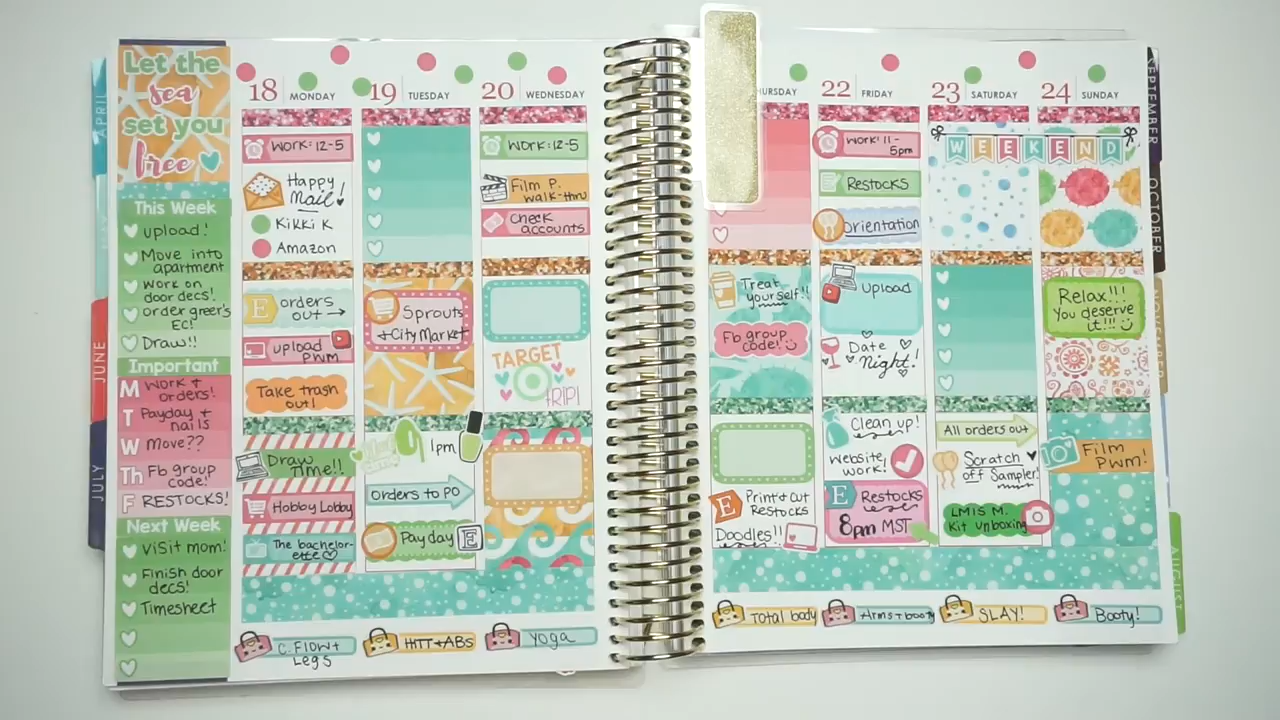 Let the
sea
set you
free
This Week
upload!
Move into
apartment
Work on
door decs!
order greer's
EC!
Draw!!
Important
M Work +
orders!
T Payday +
nails
W Move??
Th Fb group
code!
F RESTOCKS!
Next Week
Visit mom!
Finish door
decs!
Timesheet
18 MONDAY
Work: 12-5
Happy
Mail!
Kikki K
Amazon
E orders
out →
upload
PWM
Take trash
out!
Draw
Time!!
Hobby Lobby
The bachelor-
ette
C. Flow +
Legs
19 TUESDAY
Sprouts
+ City Market
1pm
orders to PO
Payday E
HIIT + ABS
20 WEDNESDAY
Work: 12-5
Film P.
walk-thru
Check
accounts
TARGET
TRIP!
Yoga
THURSDAY
Treat
yourself!!
Fb group
code!
E Print + Cut
Restocks
Doodles!!
Total body
22 FRIDAY
Work: 11-
5pm
Restocks
Orientation
upload
Date
Night!
Clean up!
Website
work!
E Restocks
8pm MST
Arms + booty
23 SATURDAY
WEEKEND
All orders out
Scratch
off Sampler!
LMIS M.
Kit unboxing
SLAY!
24 SUNDAY
Relax!!!
You deserve
it!!!
Film
PWM!
Booty!
APRIL
JUNE
JULY
AUGUST
SEPTEMBER
OCTOBER
NOVEMBER